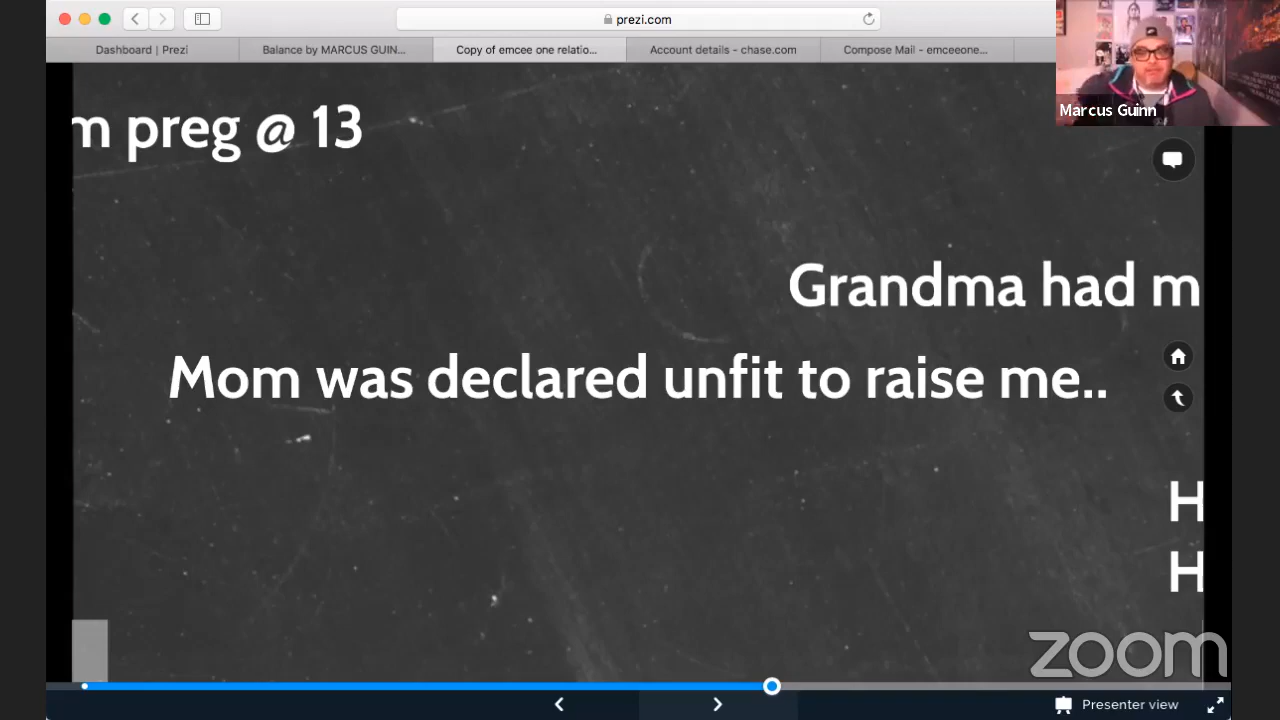 prezi.com
Dashboard | Prezi
Balance by MARCUS GUIN...
Copy of emcee one relatio...
Account details - chase.com
Compose Mail - emceeone...
Marcus Guinn
m preg @ 13
Grandma had m
Mom was declared unfit to raise me..
H
H
zoom
Presenter view